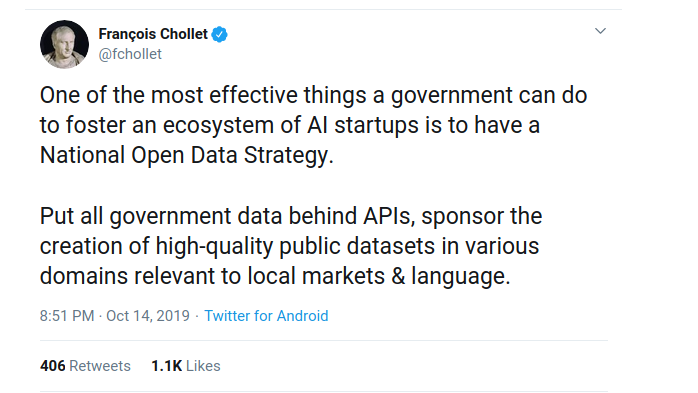 François Chollet
@fchollet
One of the most effective things a government can do
to foster an ecosystem of AI startups is to have a
National Open Data Strategy.
Put all government data behind APIs, sponsor the
creation of high-quality public datasets in various
domains relevant to local markets & language.
8:51 PM · Oct 14, 2019 · Twitter for Android
406 Retweets 1.1K Likes